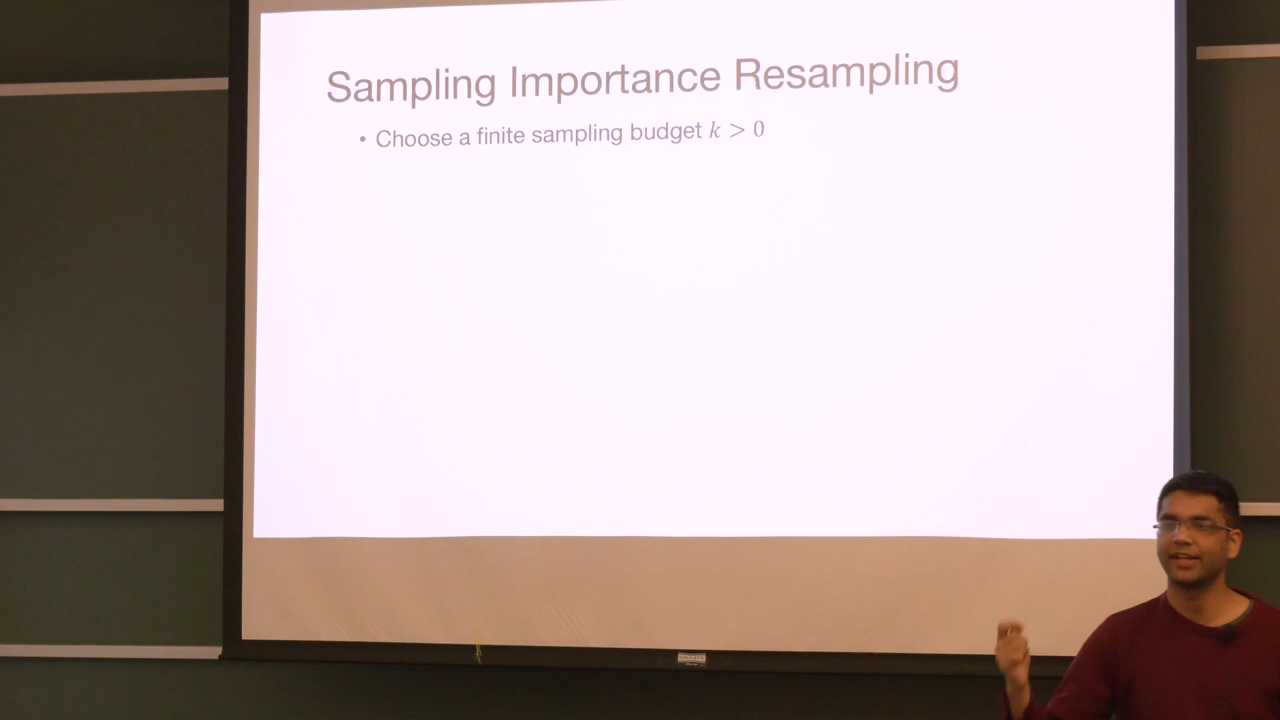 Sampling Importance Resampling
• Choose a finite sampling budget k > 0